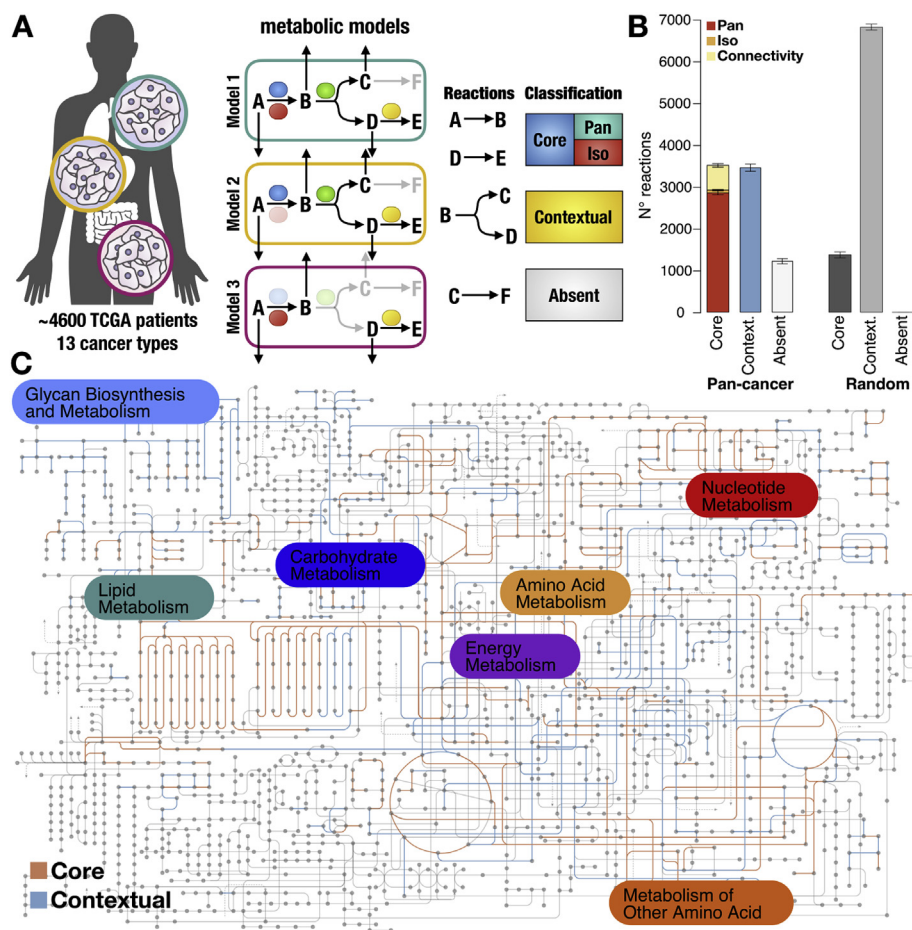 A
metabolic models
Model 1
A B C F
D E
Model 2
A B C F
D E
Model 3
A B C F
D E
~4600 TCGA patients
13 cancer types
Reactions Classification
A B
D E
Core Pan
Iso
B C
D
Contextual
C F
Absent
B
Pan
Iso
Connectivity
N° reactions
7000
6000
5000
4000
3000
2000
1000
0
Core
Context.
Absent
Core
Context.
Absent
Pan-cancer
Random
C
Glycan Biosynthesis
and Metabolism
Nucleotide
Metabolism
Carbohydrate
Metabolism
Lipid
Metabolism
Amino Acid
Metabolism
Energy
Metabolism
Core
Contextual
Metabolism of
Other Amino Acid